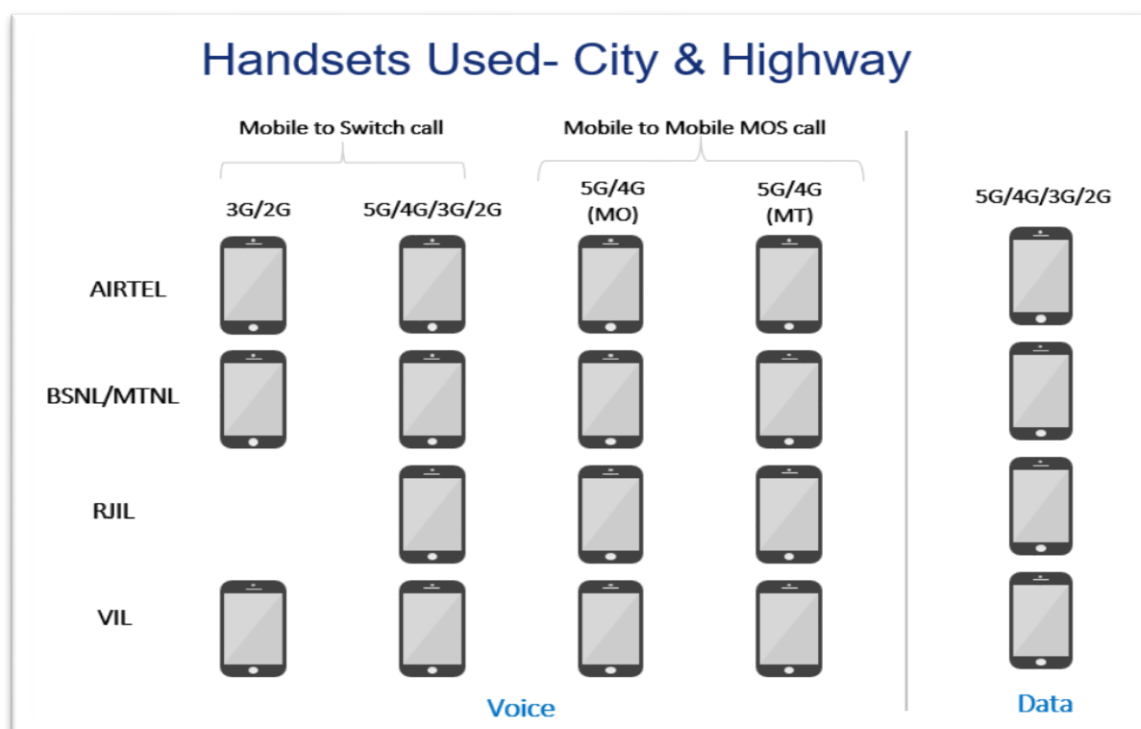 Handsets Used- City & Highway
Mobile to Switch call
Mobile to Mobile MOS call
3G/2G
5G/4G/3G/2G
5G/4G
(MO)
5G/4G
(MT)
5G/4G/3G/2G
AIRTEL
BSNL/MTNL
RJIL
VIL
Voice
Data